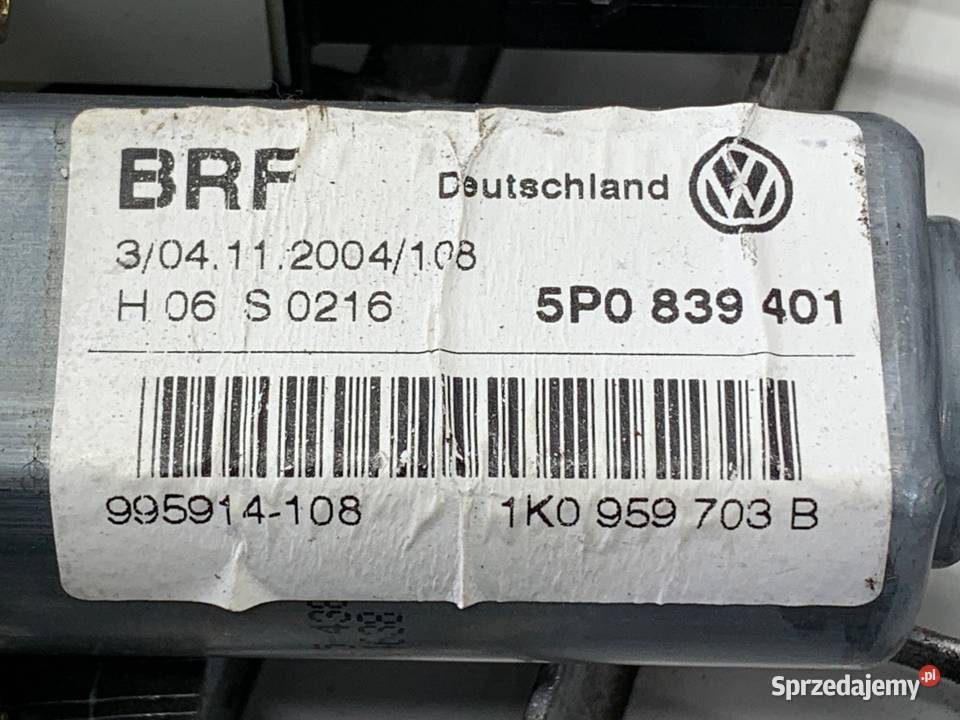 BRF
Deutschland
3/04.11.2004/108
H 06 S 0216
5P0 839 401
995914-108
1K0 959 703 B
Sprzedajemy.pl